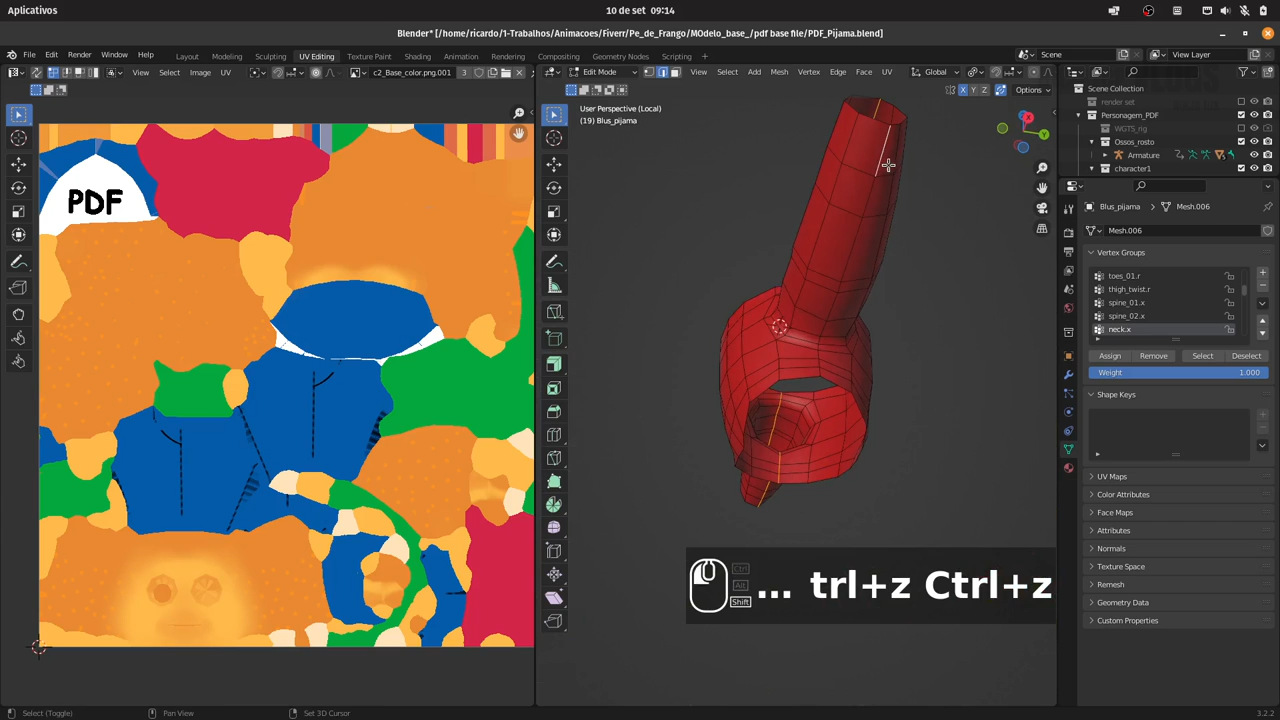 Aplicativos
10 de set 09:14
Blender* [/home/ricardo/1-Trabalhos/Animacoes/Fiverr/Pe_de_Frango/MOdelo_base_/pdf base file/PDF_Pijama.blend]
File Edit Render Window Help
Layout Modeling Sculpting UV Editing Texture Paint Shading Animation Rendering Compositing Geometry Nodes Scripting +
Scene
View Layer
View Select Image UV
c2_Base_color.png.001 3
Edit Mode
View Select Add Mesh Vertex Edge Face UV
Global
X Y Z Options
User Perspective (Local)
(19) Blus_pijama
PDF
Scene Collection
render set
Personagem_PDF
WGTS_rig
Ossos_rosto
Armature
character1
Blus_pijama > Mesh.006
Mesh.006
Vertex Groups
toes_01.r
thigh_twist.r
spine_01.x
spine_02.x
neck.x
Assign Remove Select Deselect
Weight 1.000
Shape Keys
UV Maps
Color Attributes
Face Maps
Attributes
Normals
Texture Space
Remesh
Geometry Data
Custom Properties
Ctrl
Alt
Shift
... trl+z Ctrl+z
Select (Toggle) Pan View Set 3D Cursor 3.2.2